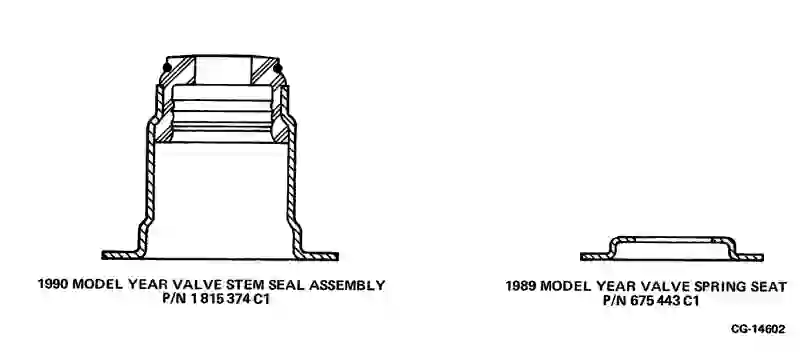 1990 MODEL YEAR VALVE STEM SEAL ASSEMBLY
P/N 1 815 374 C1
1989 MODEL YEAR VALVE SPRING SEAT
P/N 675 443 C1
CG-14602